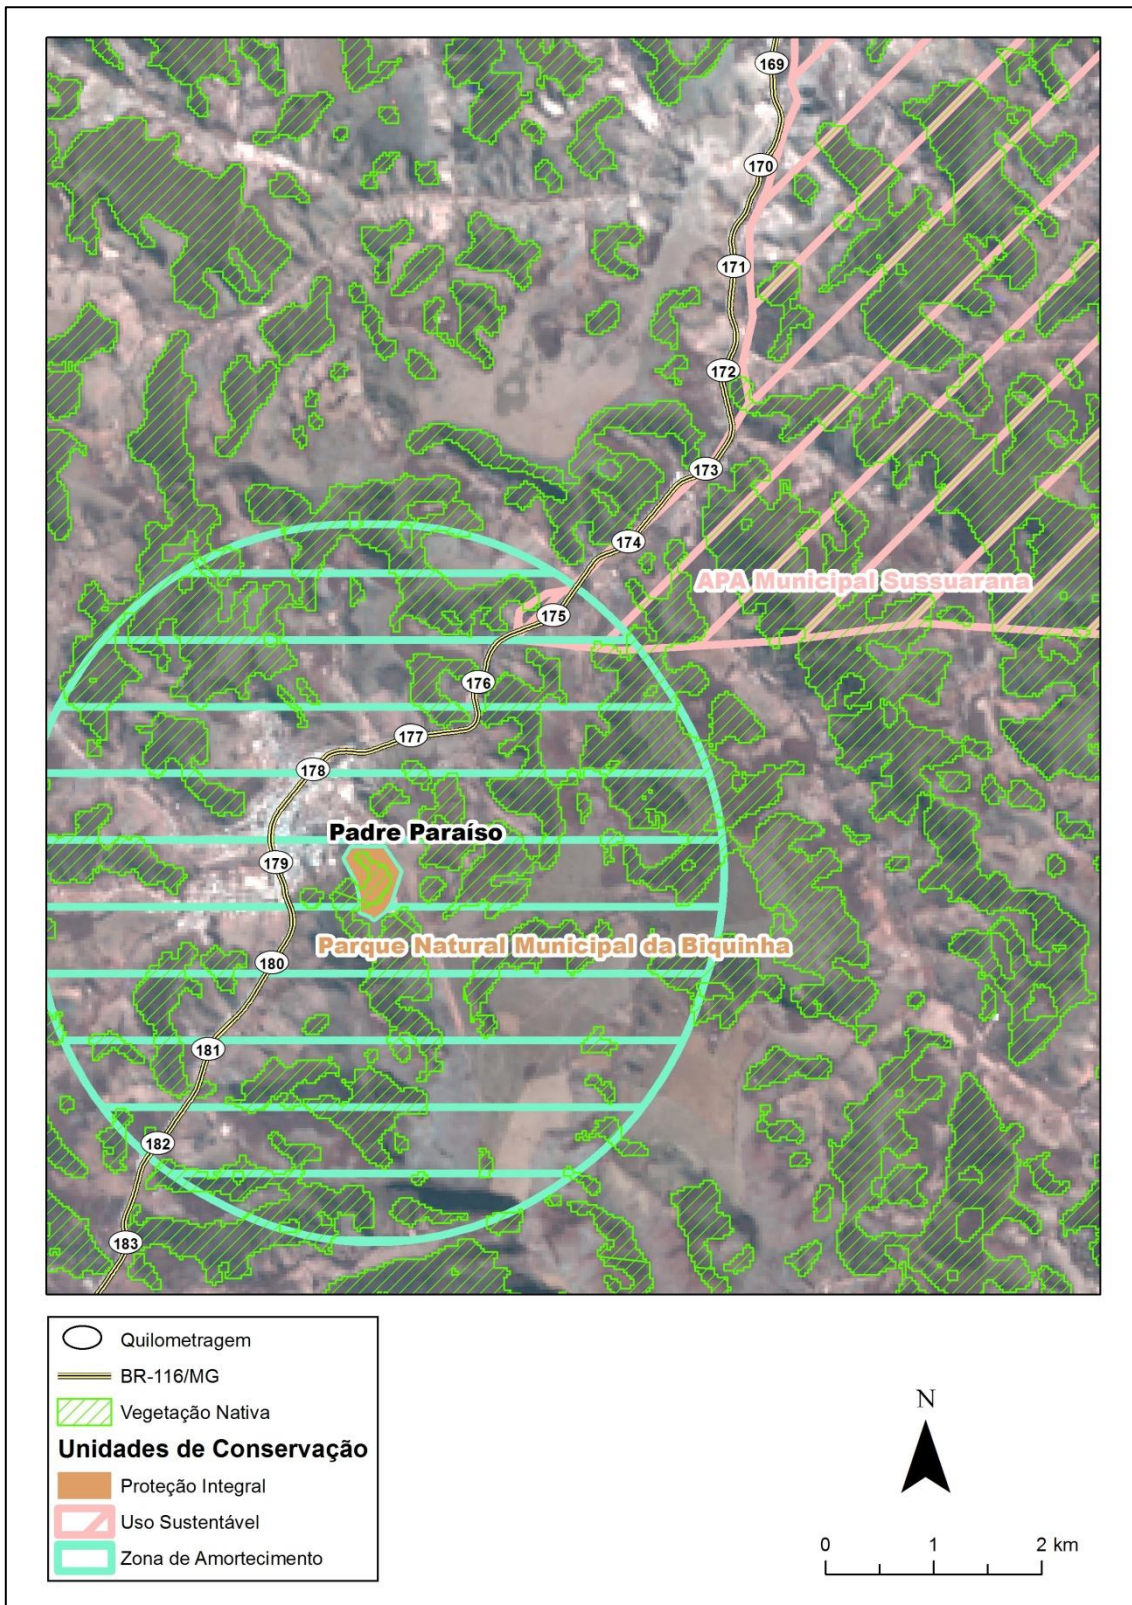 169
170
171
172
173
174
APA Municipal Sussuarana
175
176
177
178
Padre Paraíso
179
Parque Natural Municipal da Biquinha
180
181
182
183
Quilometragem
BR-116/MG
Vegetação Nativa
Unidades de Conservação
Proteção Integral
Uso Sustentável
Zona de Amortecimento
N
0 1 2 km